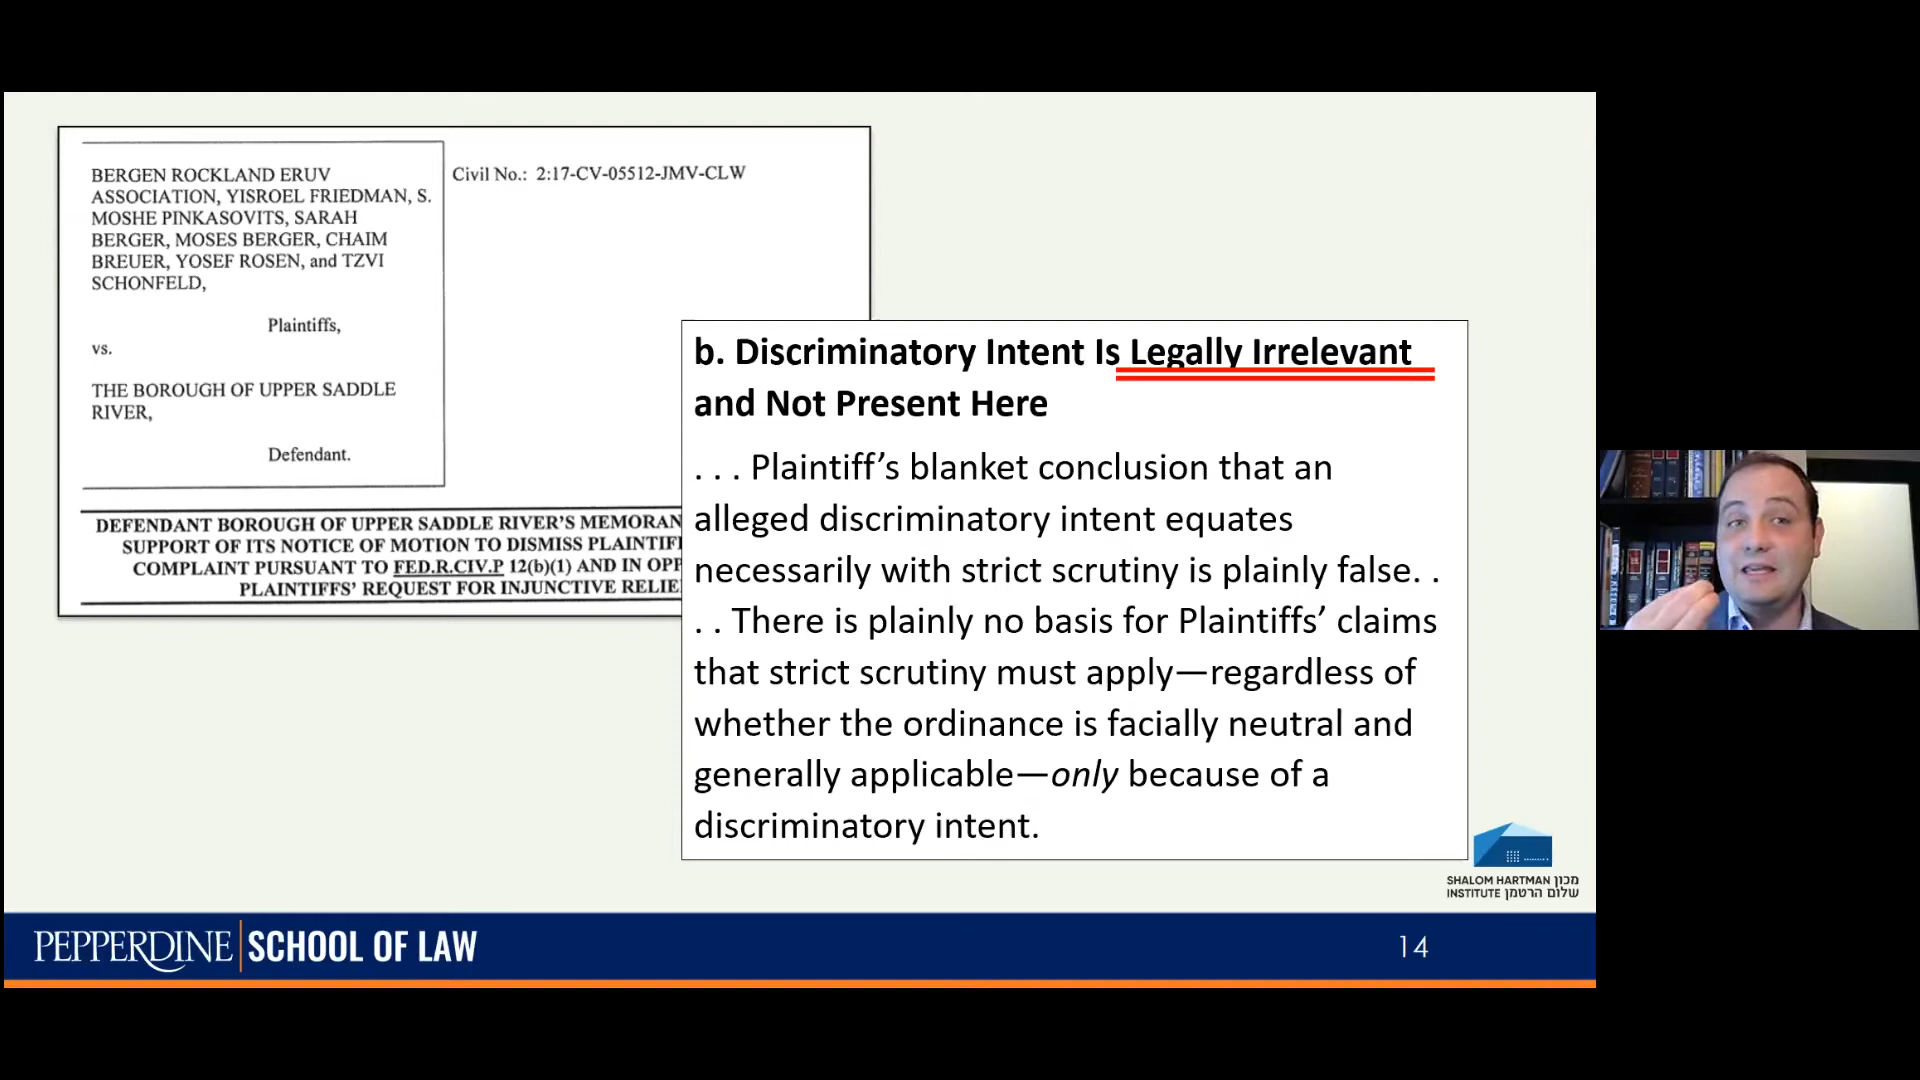 BERGEN ROCKLAND ERUV
ASSOCIATION, YISROEL FRIEDMAN, S.
MOSHE PINKASOVITS, SARAH
BERGER, MOSES BERGER, CHAIM
BREUER, YOSEF ROSEN, and TZVI
SCHONFELD,
Plaintiffs,
vs.
THE BOROUGH OF UPPER SADDLE
RIVER,
Defendant.
Civil No.: 2:17-CV-05512-JMV-CLW
DEFENDANT BOROUGH OF UPPER SADDLE RIVER'S MEMORAN
SUPPORT OF ITS NOTICE OF MOTION TO DISMISS PLAINTIF
COMPLAINT PURSUANT TO FED.R.CIV.P 12(b)(1) AND IN OPP
PLAINTIFFS' REQUEST FOR INJUNCTIVE RELIE
b. Discriminatory Intent Is Legally Irrelevant
and Not Present Here
. . . Plaintiff’s blanket conclusion that an
alleged discriminatory intent equates
necessarily with strict scrutiny is plainly false. .
. . There is plainly no basis for Plaintiffs’ claims
that strict scrutiny must apply—regardless of
whether the ordinance is facially neutral and
generally applicable—only because of a
discriminatory intent.
SHALOM HARTMAN מכון
INSTITUTE שלום הרטמן
PEPPERDINE SCHOOL OF LAW
14